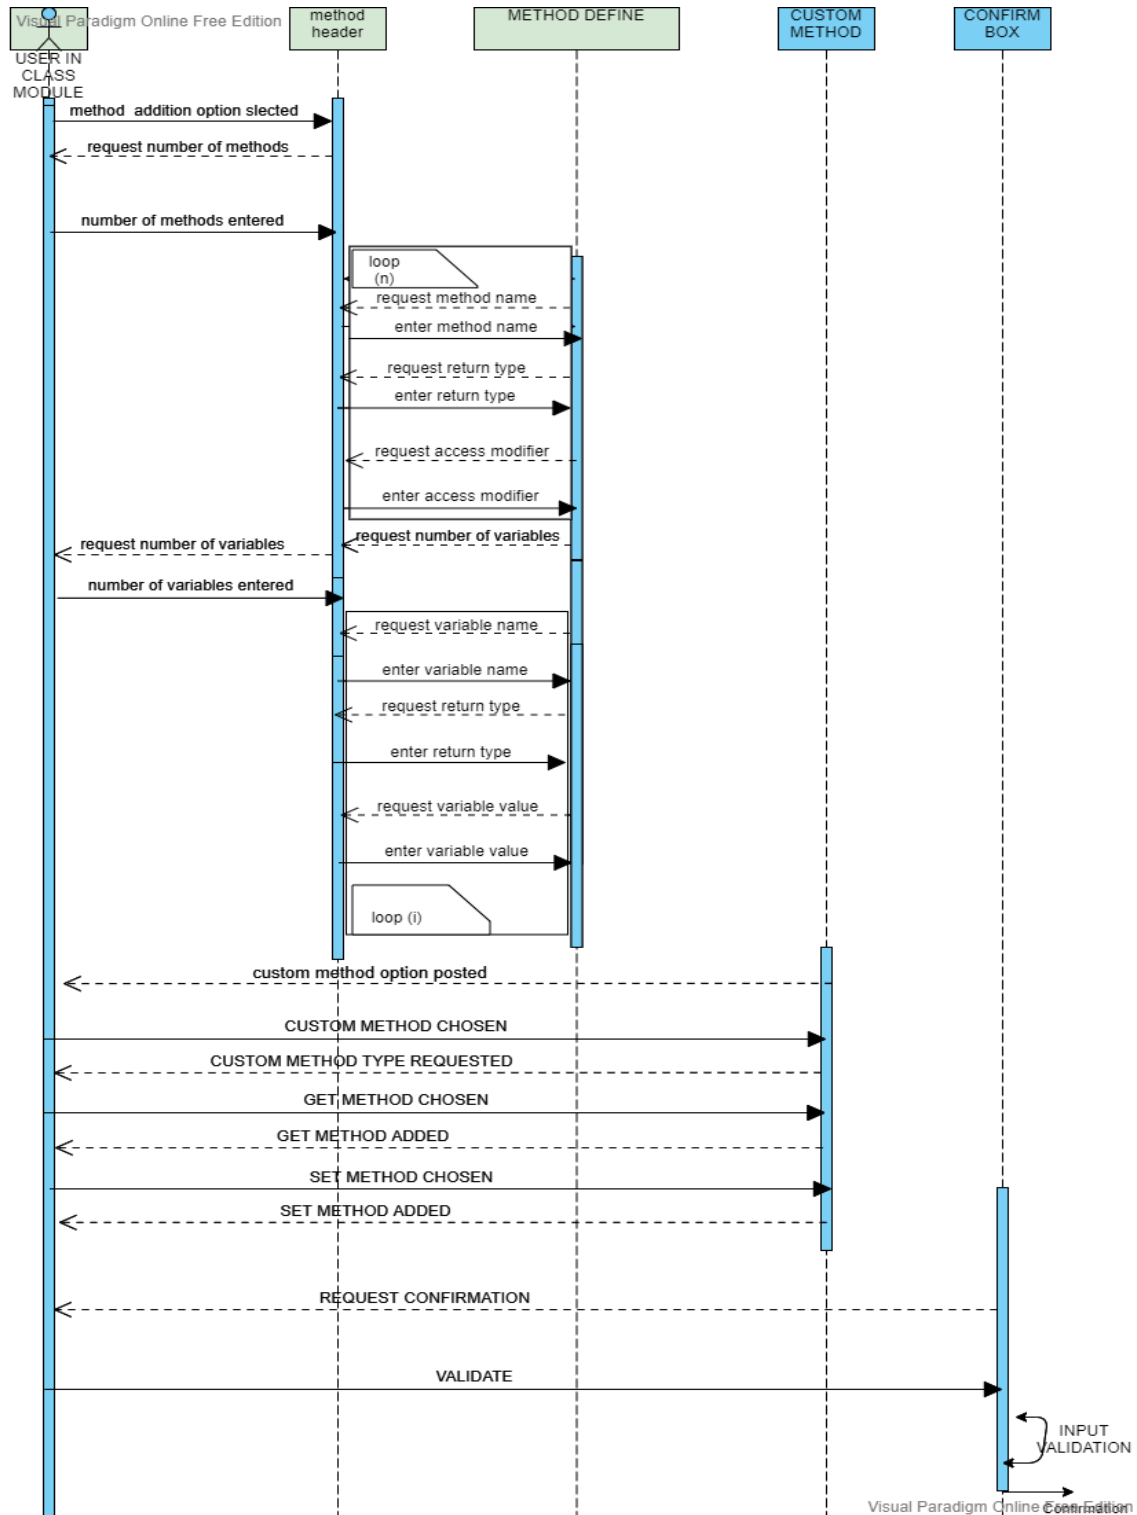 Visual Paradigm Online Free Edition
method
header
METHOD DEFINE
CUSTOM
METHOD
CONFIRM
BOX
USER IN
CLASS
MODULE
method addition option slected
request number of methods
number of methods entered
loop
(n)
request method name
enter method name
request return type
enter return type
request access modifier
enter access modifier
request number of variables
request number of variables
number of variables entered
request variable name
enter variable name
request return type
enter return type
request variable value
enter variable value
loop (i)
custom method option posted
CUSTOM METHOD CHOSEN
CUSTOM METHOD TYPE REQUESTED
GET METHOD CHOSEN
GET METHOD ADDED
SET METHOD CHOSEN
SET METHOD ADDED
REQUEST CONFIRMATION
VALIDATE
INPUT
VALIDATION
Visual Paradigm Online Free Edition
Confirmation